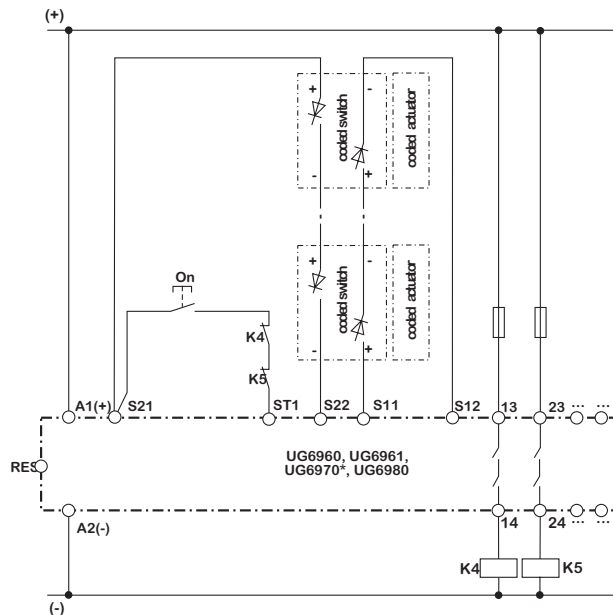 (+)
+
-
coded switch
coded actuator
-
+
+
-
coded switch
coded actuator
-
+
On
K4
K5
A1(+)
S21
ST1
S22
S11
S12
13
23
...
...
RES
UG6960, UG6961,
UG6970*, UG6980
A2(-)
14
24
...
...
K4
K5
(-)